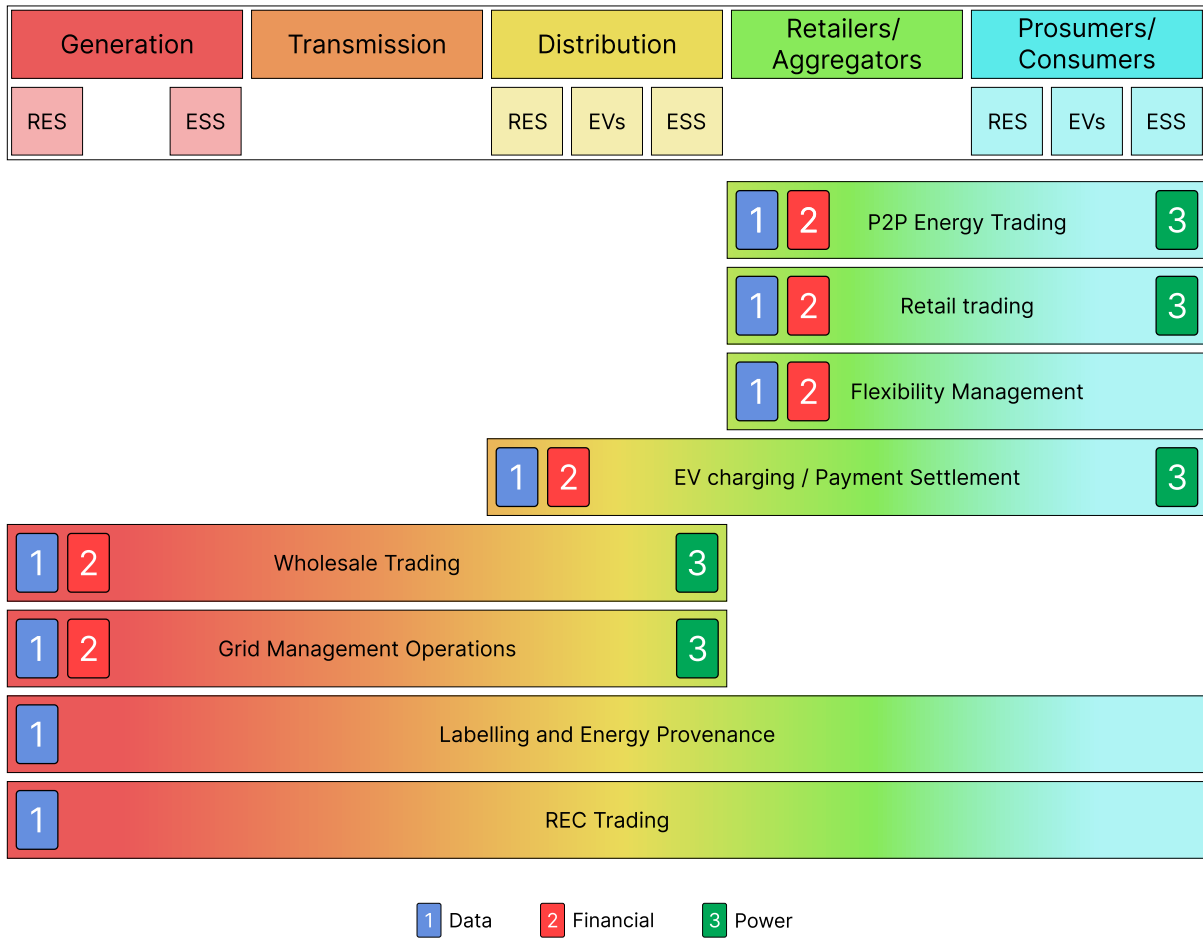 Generation
Transmission
Distribution
Retailers/
Aggregators
Prosumers/
Consumers
RES
ESS
RES
EVs
ESS
RES
EVs
ESS
1 2 P2P Energy Trading 3
1 2 Retail trading 3
1 2 Flexibility Management
1 2 EV charging / Payment Settlement 3
1 2 Wholesale Trading 3
1 2 Grid Management Operations 3
1 Labelling and Energy Provenance
1 REC Trading
1 Data 2 Financial 3 Power